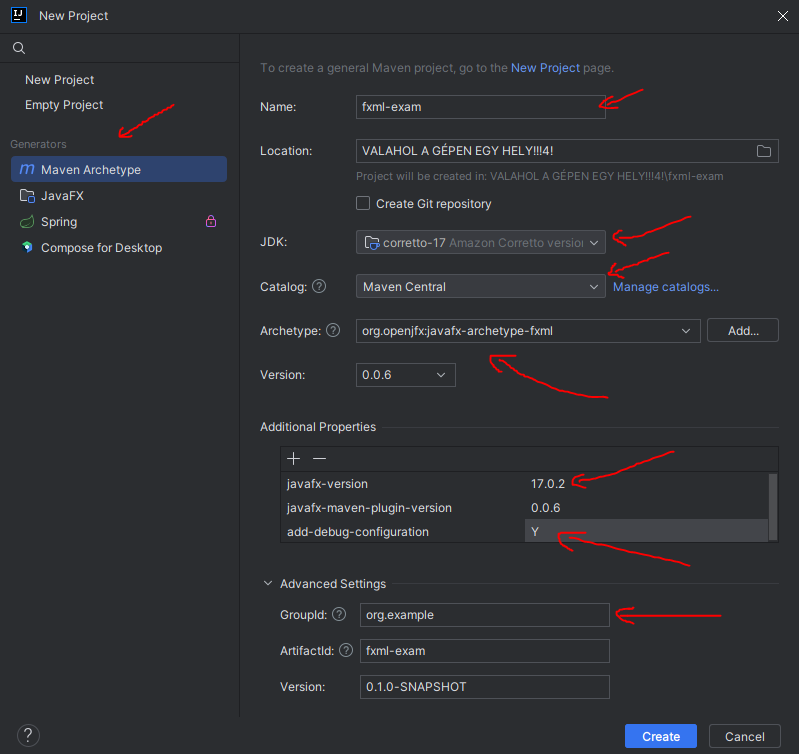 New Project
New Project
Empty Project
Generators
Maven Archetype
JavaFX
Spring
Compose for Desktop
To create a general Maven project, go to the New Project page.
Name: fxml-exam
Location: VALAHOL A GÉPEN EGY HELY!!!4!
Project will be created in: VALAHOL A GÉPEN EGY HELY!!!4!\fxml-exam
Create Git repository
JDK: corretto-17 Amazon Corretto version
Catalog: ? Maven Central Manage catalogs...
Archetype: ? org.openjfx:javafx-archetype-fxml Add...
Version: 0.0.6
Additional Properties
javafx-version 17.0.2
javafx-maven-plugin-version 0.0.6
add-debug-configuration Y
Advanced Settings
GroupId: ? org.example
ArtifactId: ? fxml-exam
Version: 0.1.0-SNAPSHOT
? Create Cancel